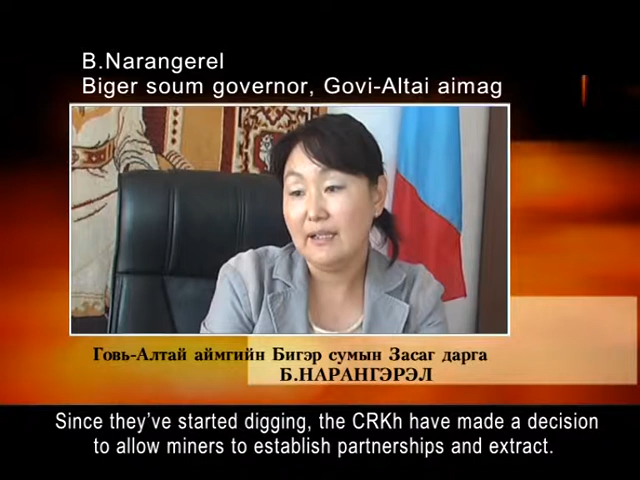 B.Narangerel
Biger soum governor, Govi-Altai aimag
Говь-Алтай аймгийн Бигэр сумын Засаг дарга
Б.НАРАНГЭРЭЛ
Since they've started digging, the CRKh have made a decision
to allow miners to establish partnerships and extract.